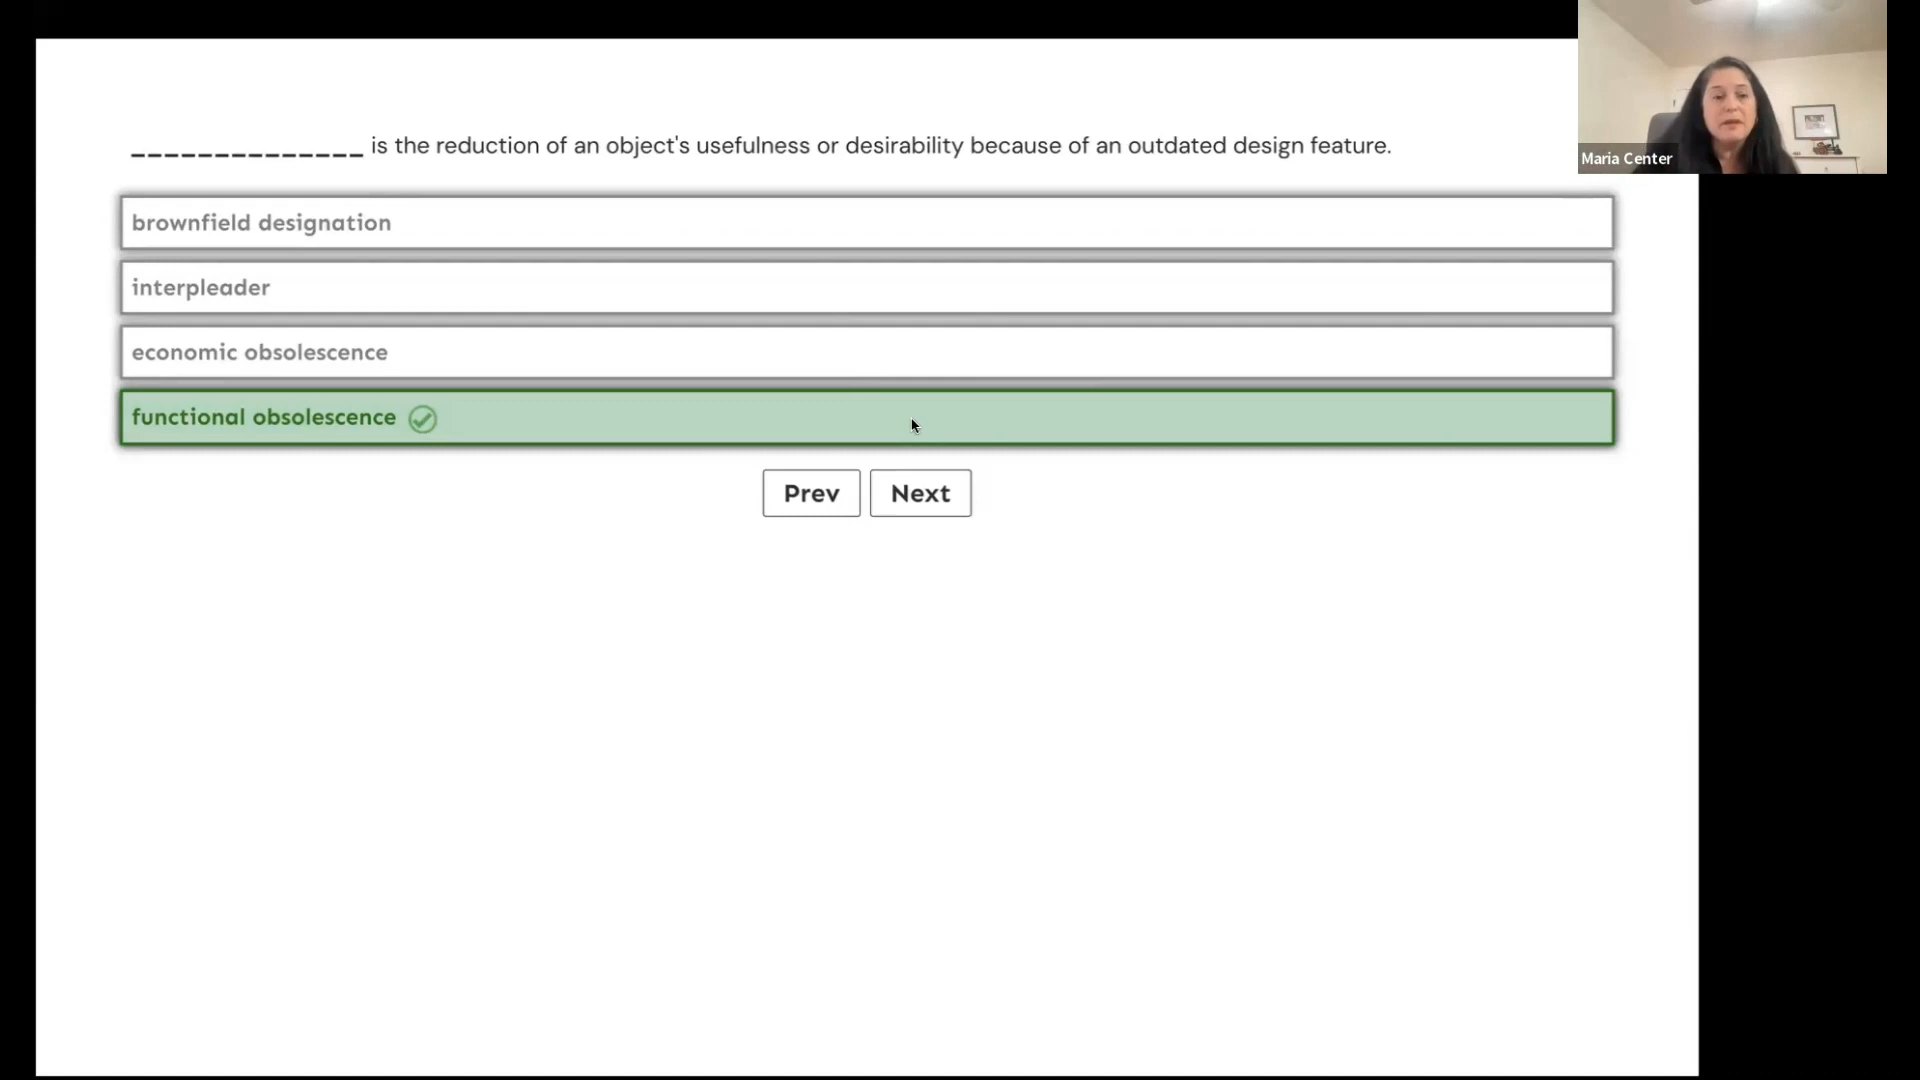 ______________ is the reduction of an object's usefulness or desirability because of an outdated design feature.
Maria Center
brownfield designation
interpleader
economic obsolescence
functional obsolescence
Prev
Next